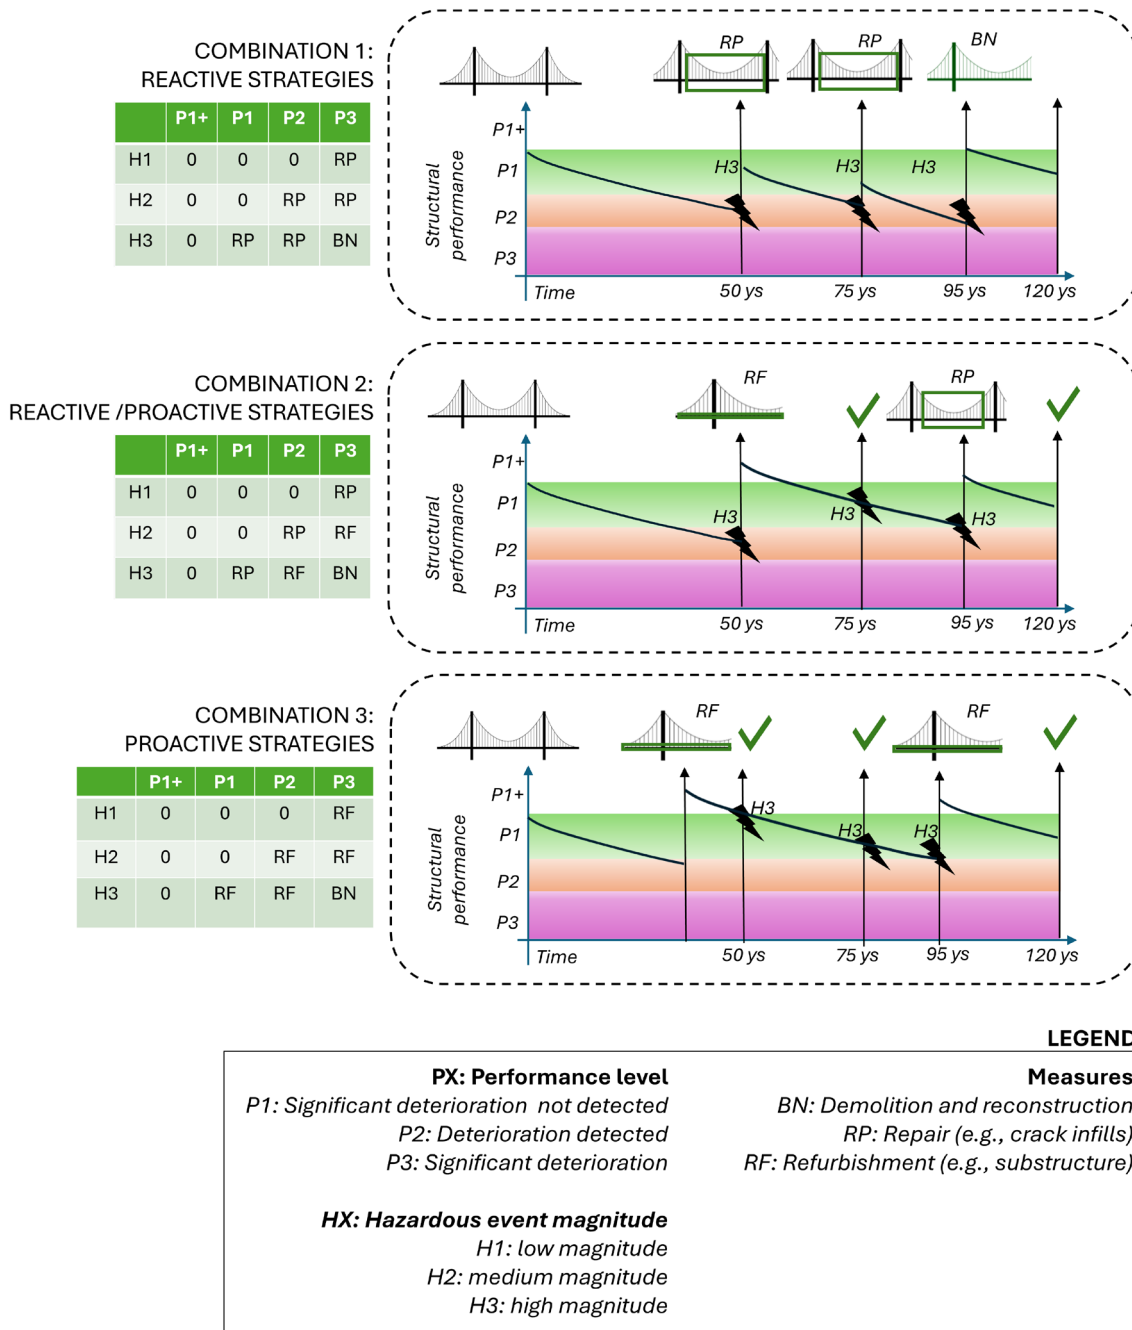 COMBINATION 1:
REACTIVE STRATEGIES
P1+ P1 P2 P3
H1 0 0 0 RP
H2 0 0 RP RP
H3 0 RP RP BN
RP RP BN
P1+
P1
P2
P3
Structural
performance
H3 H3 H3
Time 50 ys 75 ys 95 ys 120 ys
COMBINATION 2:
REACTIVE /PROACTIVE STRATEGIES
P1+ P1 P2 P3
H1 0 0 0 RP
H2 0 0 RP RF
H3 0 RP RF BN
RF RP
P1+
P1
P2
P3
Structural
performance
H3 H3 H3
Time 50 ys 75 ys 95 ys 120 ys
COMBINATION 3:
PROACTIVE STRATEGIES
P1+ P1 P2 P3
H1 0 0 0 RF
H2 0 0 RF RF
H3 0 RF RF BN
RF RF
P1+
P1
P2
P3
Structural
performance
H3 H3 H3
Time 50 ys 75 ys 95 ys 120 ys
LEGEND
PX: Performance level
P1: Significant deterioration not detected
P2: Deterioration detected
P3: Significant deterioration
HX: Hazardous event magnitude
H1: low magnitude
H2: medium magnitude
H3: high magnitude
Measures
BN: Demolition and reconstruction
RP: Repair (e.g., crack infills)
RF: Refurbishment (e.g., substructure)